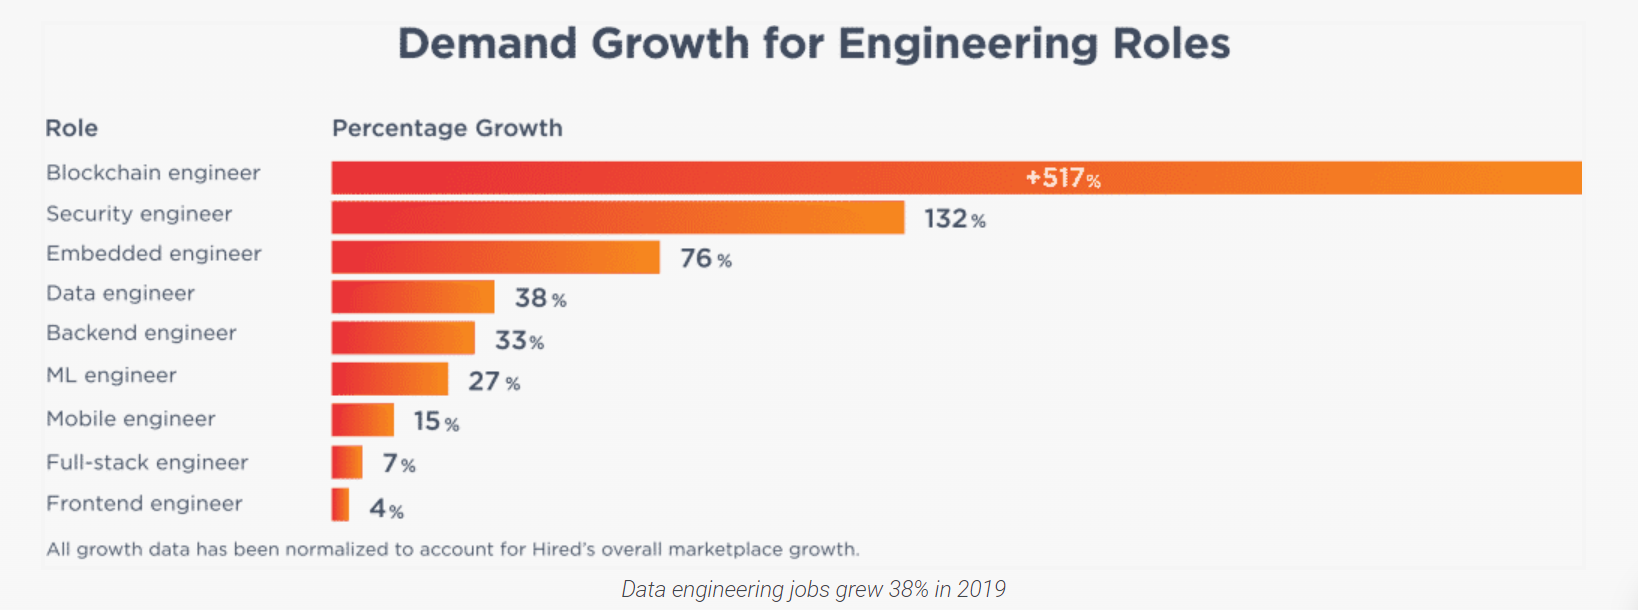 Demand Growth for Engineering Roles
Role Percentage Growth
Blockchain engineer +517%
Security engineer 132%
Embedded engineer 76%
Data engineer 38%
Backend engineer 33%
ML engineer 27%
Mobile engineer 15%
Full-stack engineer 7%
Frontend engineer 4%
All growth data has been normalized to account for Hired's overall marketplace growth.
Data engineering jobs grew 38% in 2019